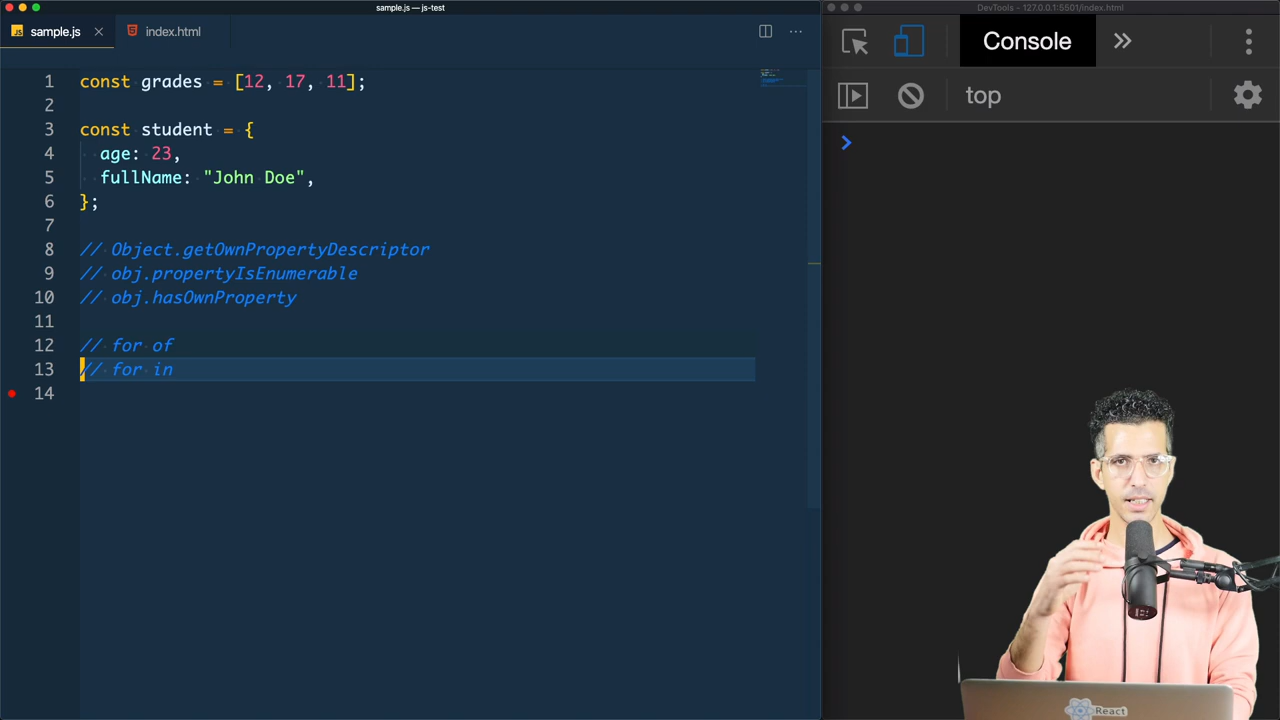 sample.js — js-test
sample.js
index.html
1 const grades = [12, 17, 11];
2
3 const student = {
4 age: 23,
5 fullName: "John Doe",
6 };
7
8 // Object.getOwnPropertyDescriptor
9 // obj.propertyIsEnumerable
10 // obj.hasOwnProperty
11
12 // for of
13 // for in
14
DevTools - 127.0.0.1:5501/index.html
Console
top
React